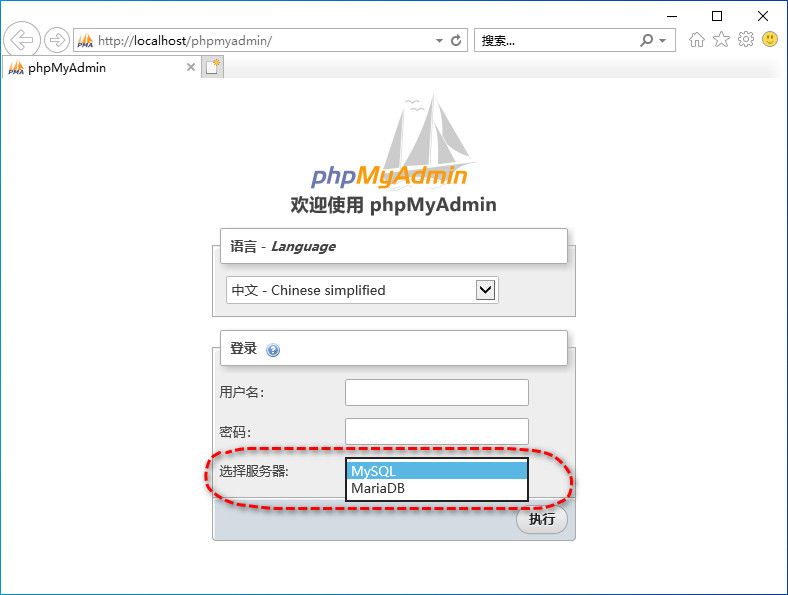 http://localhost/phpmyadmin/
搜索...
phpMyAdmin
phpMyAdmin
欢迎使用 phpMyAdmin
语言 - Language
中文 - Chinese simplified
登录
用户名:
密码:
选择服务器:
MySQL
MariaDB
执行